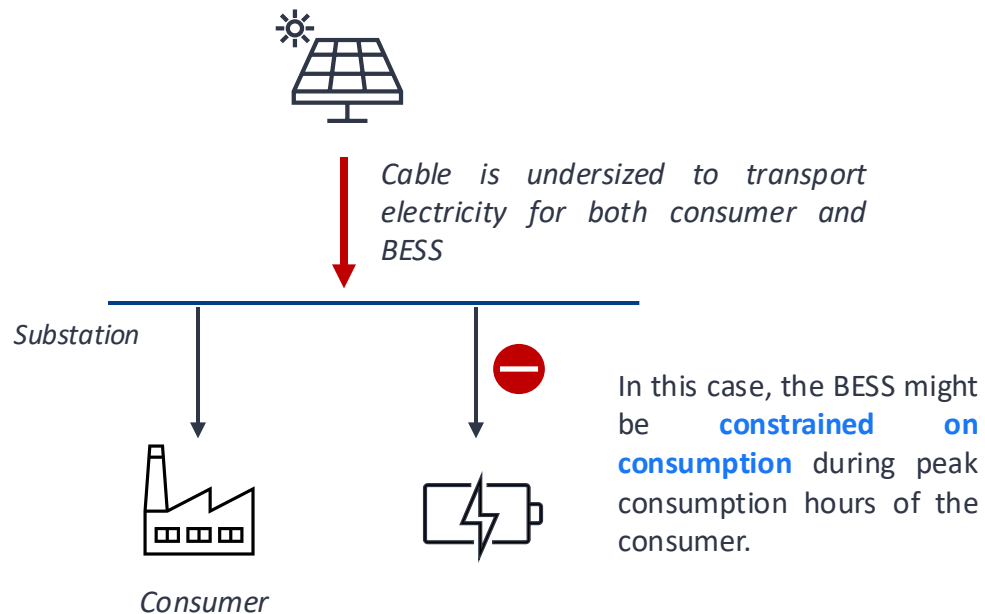 Cable is undersized to transport
electricity for both consumer and
BESS
Substation
In this case, the BESS might
be constrained on
consumption during peak
consumption hours of the
consumer.
Consumer